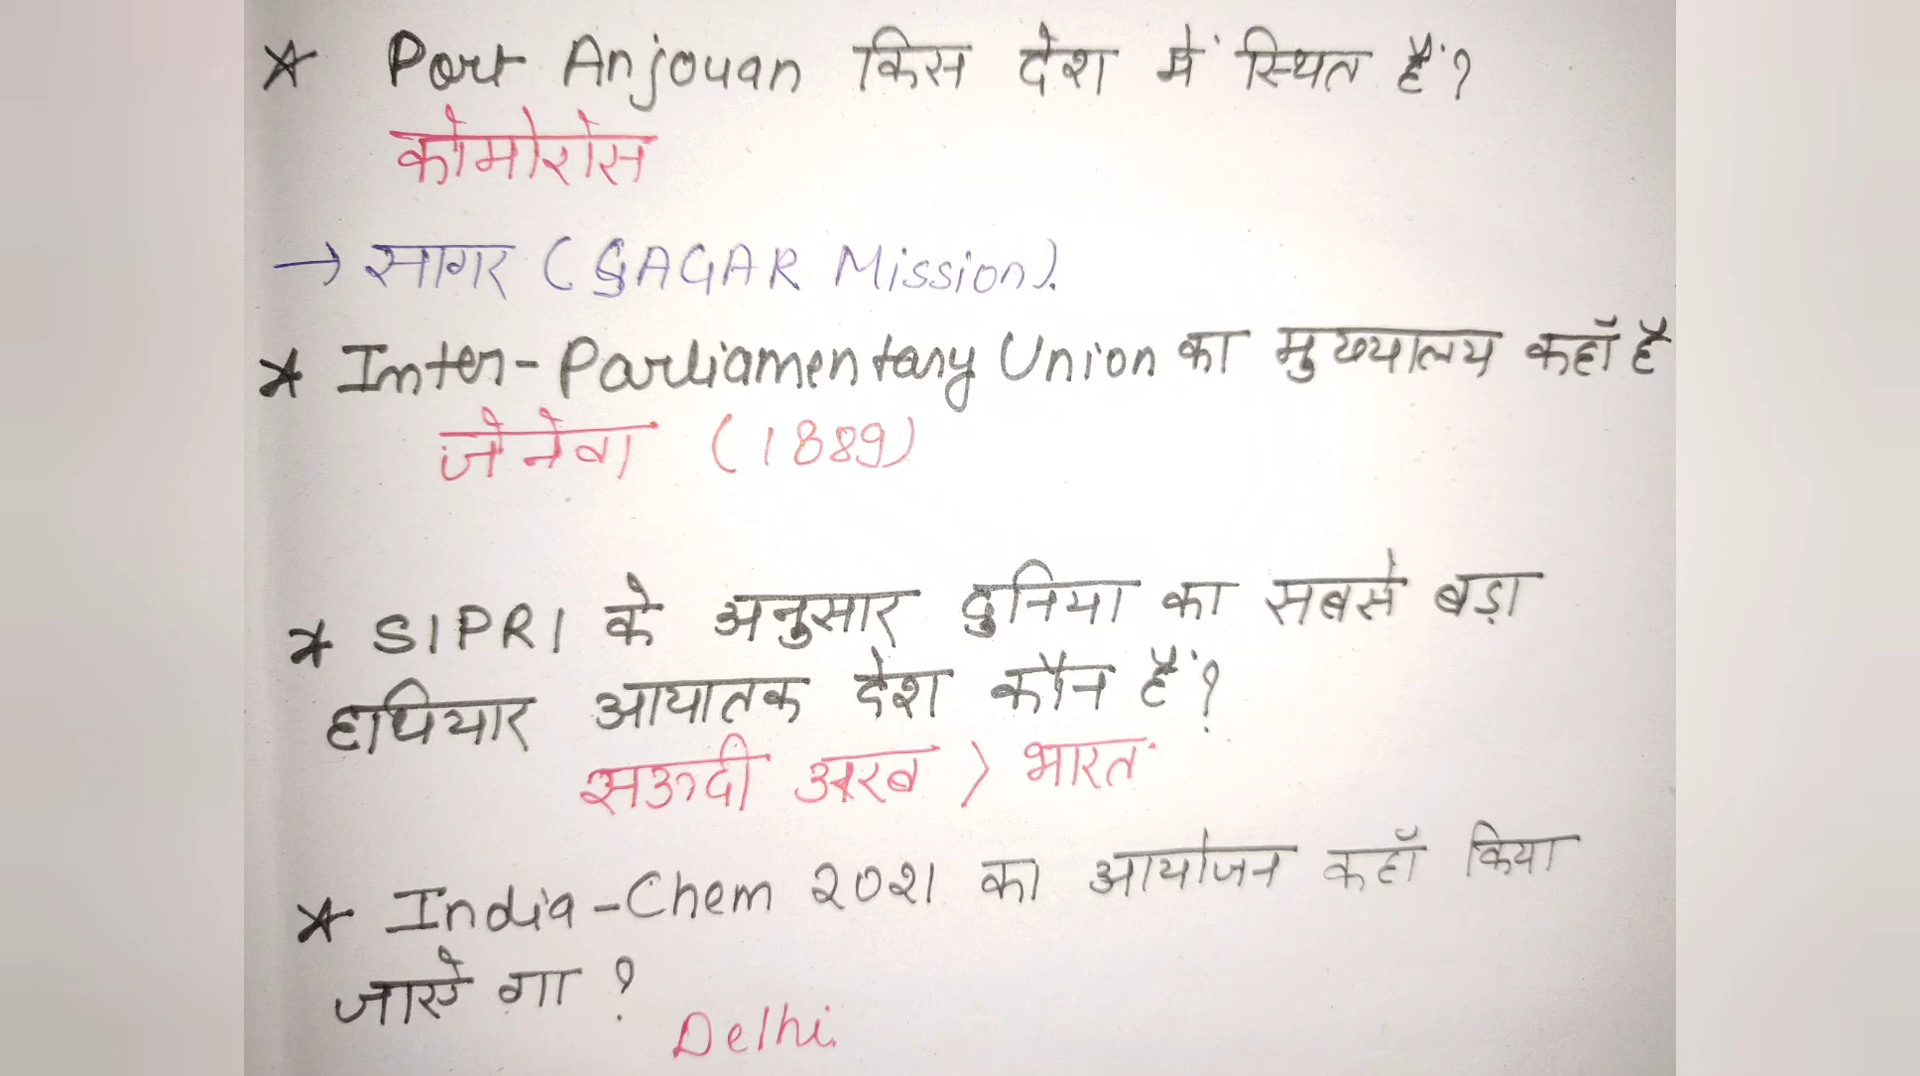 ★ Port Anjouan किस देश में स्थित हैं?
कोमोरोस
→ सागर (SAGAR Mission).
★ Inter-Parliamentary Union का मुख्यालय कहाँ है
जेनेवा (1889)
★ SIPRI के अनुसार दुनिया का सबसे बड़ा
हथियार आयातक देश कौन हैं?
सऊदी अरब > भारत
★ India-Chem 2021 का आयोजन कहाँ किया
जाऐ गा ?
Delhi.